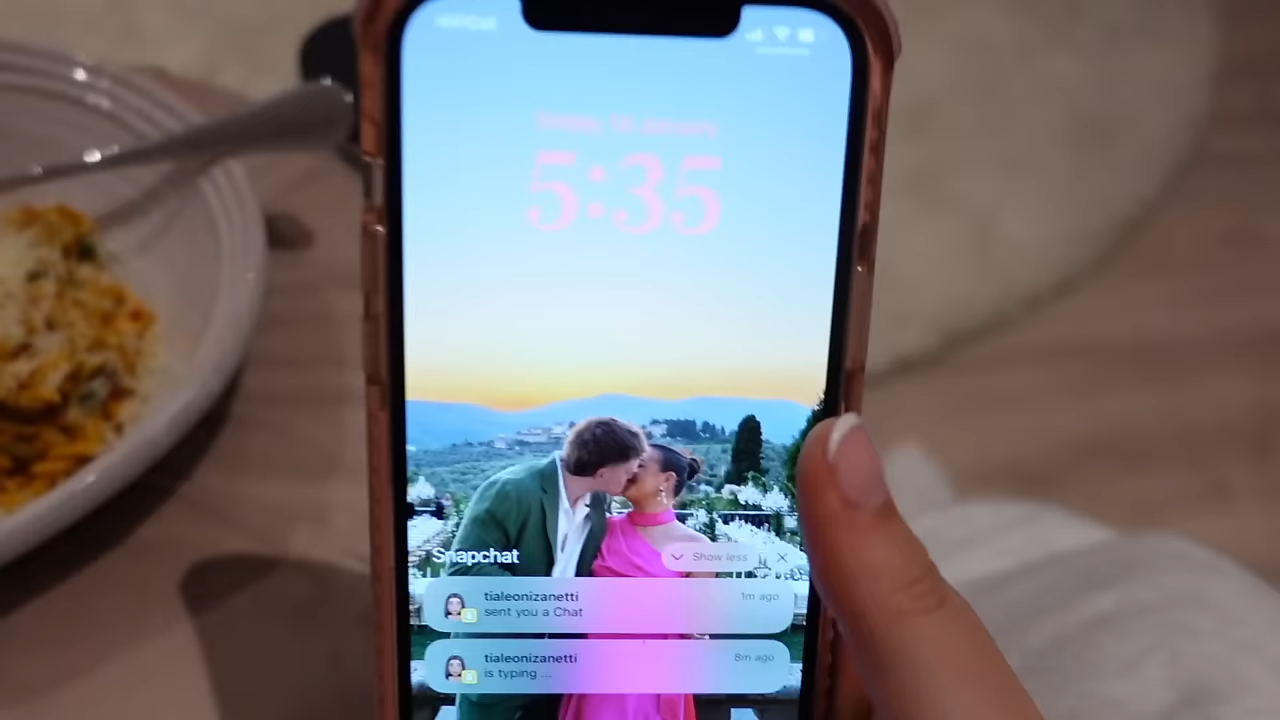 5:35
Snapchat
Show less
tialeonizanetti 1m ago
sent you a Chat
tialeonizanetti 8m ago
is typing ...